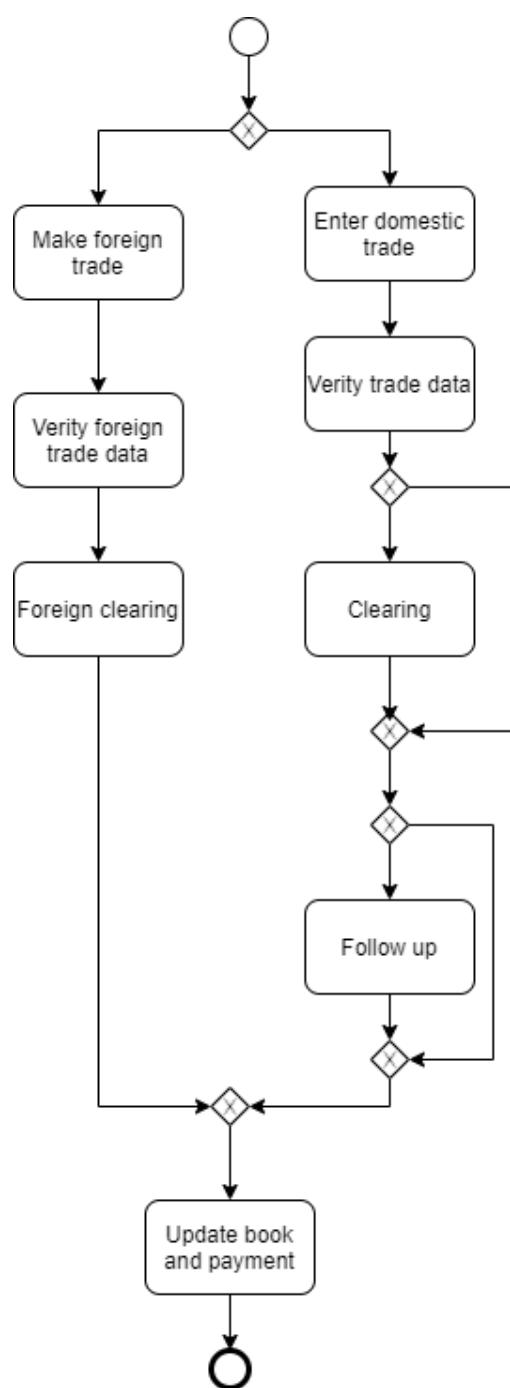 X
Make foreign
trade
Enter domestic
trade
Verity foreign
trade data
Verity trade data
X
Foreign clearing
Clearing
X
X
Follow up
X
X
Update book
and payment